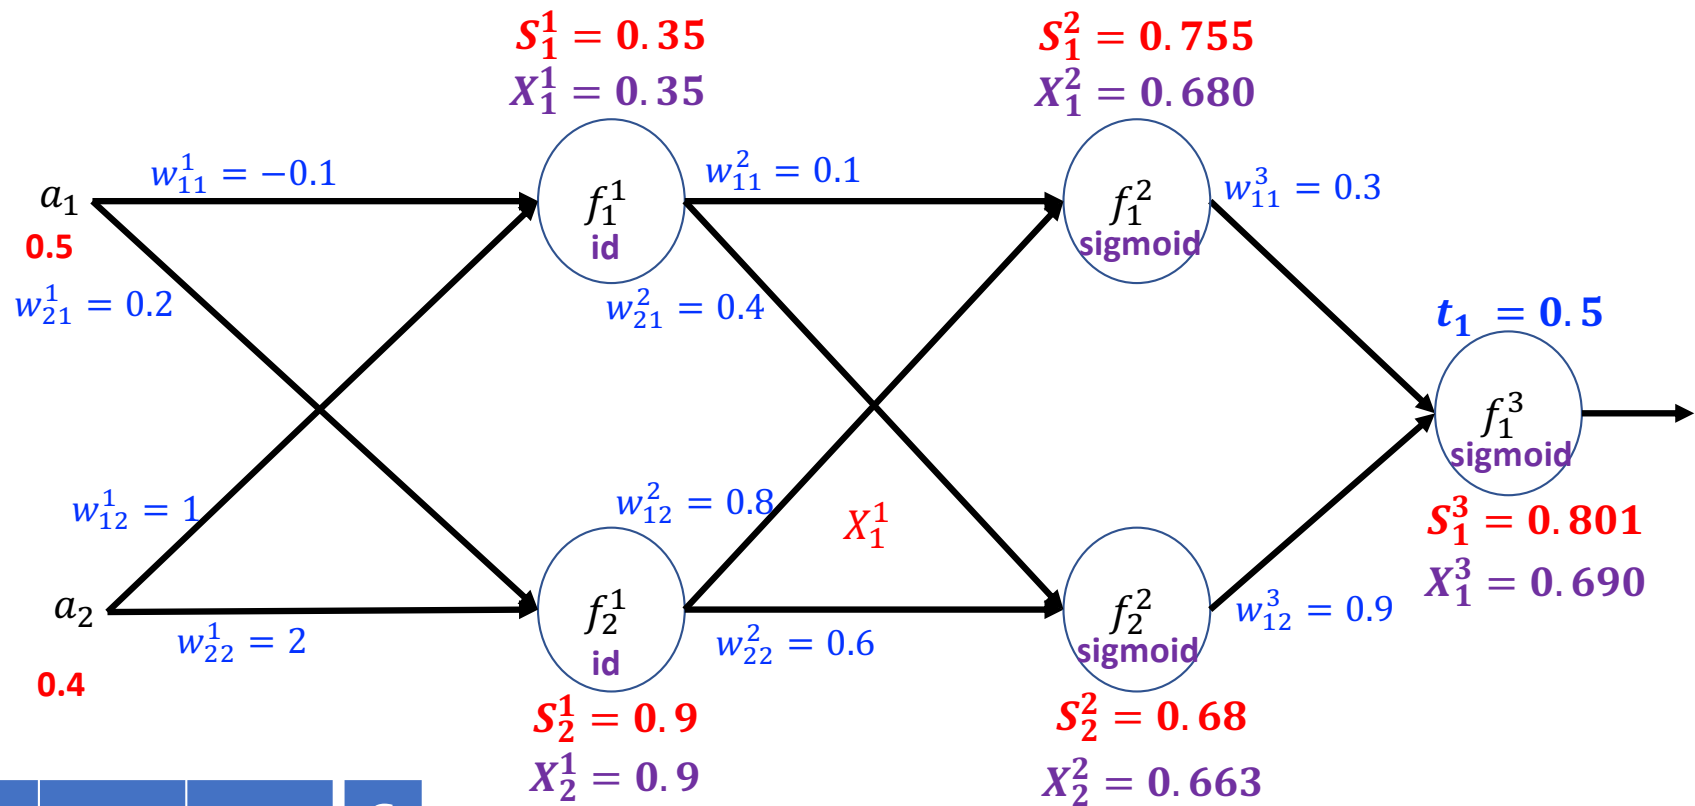 S₁¹ = 0.35
X₁¹ = 0.35
S₁² = 0.755
X₁² = 0.680
a₁
0.5
w₁₁¹ = −0.1
f₁¹
id
w₁₁² = 0.1
f₁²
sigmoid
w₁₁³ = 0.3
w₂₁¹ = 0.2
w₂₁² = 0.4
t₁ = 0.5
f₁³
sigmoid
S₁³ = 0.801
X₁³ = 0.690
w₁₂¹ = 1
w₁₂² = 0.8
X₁¹
a₂
0.4
w₂₂¹ = 2
f₂¹
id
w₂₂² = 0.6
f₂²
sigmoid
w₁₂³ = 0.9
S₂¹ = 0.9
X₂¹ = 0.9
S₂² = 0.68
X₂² = 0.663